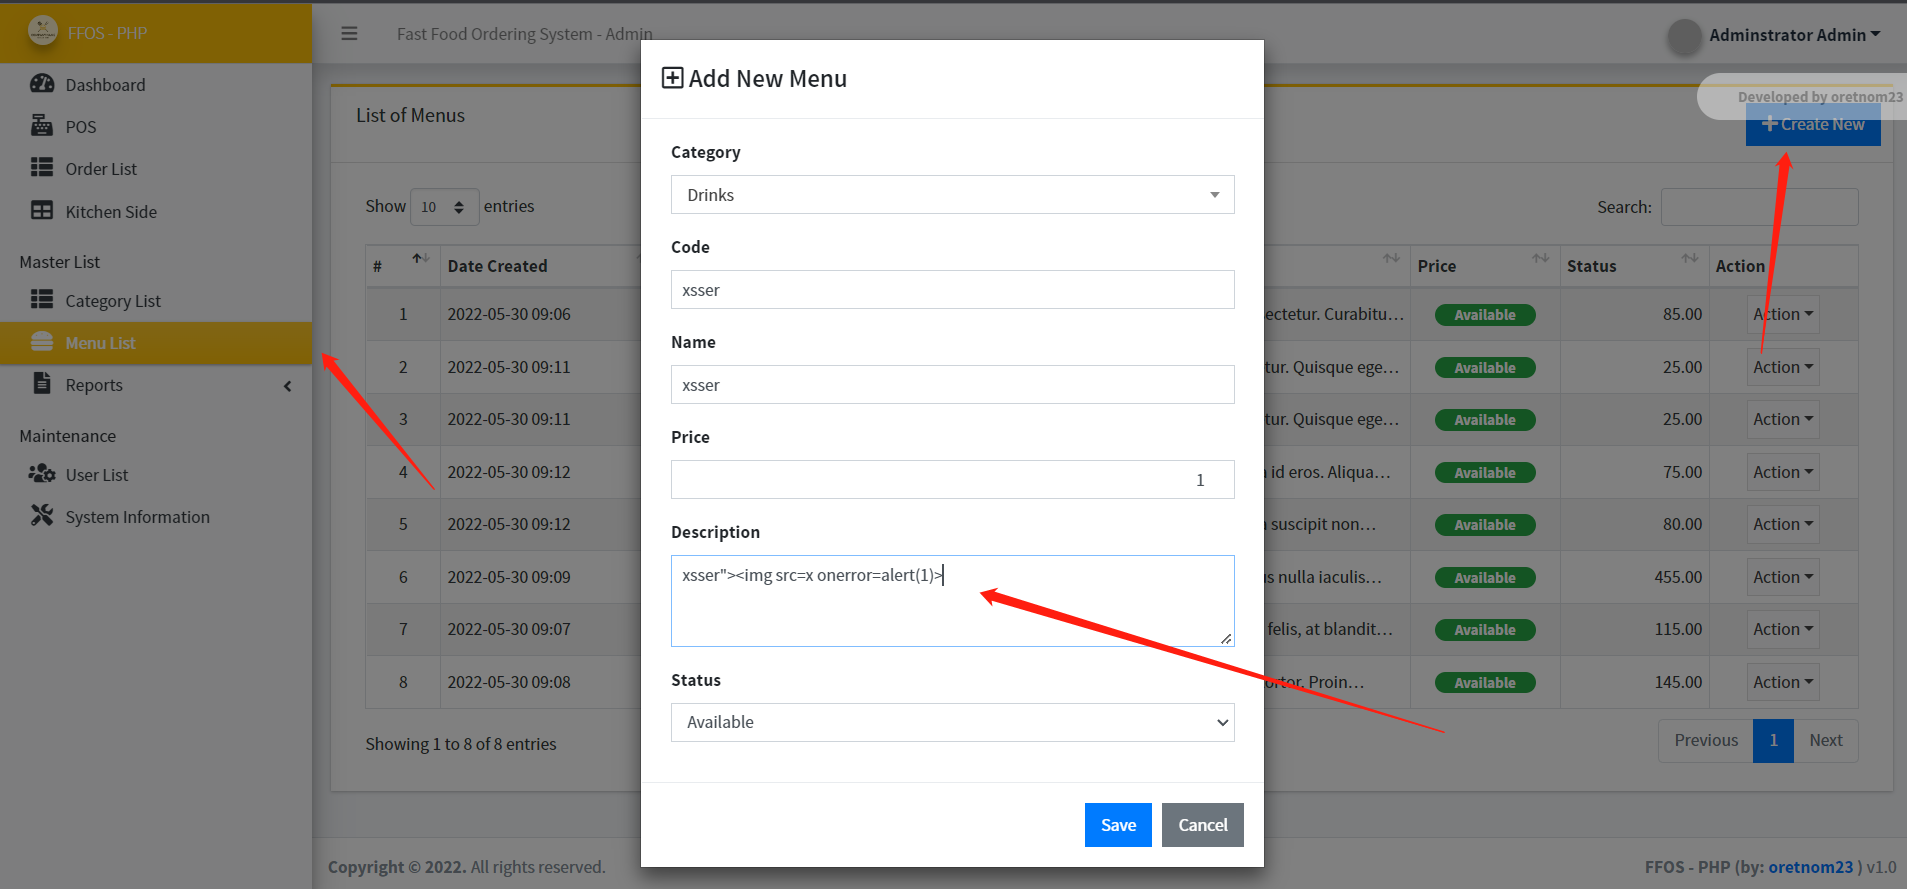 FFOS - PHP
Fast Food Ordering System - Admin
Adminstrator Admin
Developed by oretnom23
Dashboard
POS
Order List
Kitchen Side
Master List
Category List
Menu List
Reports
Maintenance
User List
System Information
List of Menus
Create New
Show 10 entries
Search:
# Date Created Price Status Action
1 2022-05-30 09:06 ectetur. Curabitu… Available 85.00 Action
2 2022-05-30 09:11 tur. Quisque ege… Available 25.00 Action
3 2022-05-30 09:11 tur. Quisque ege… Available 25.00 Action
4 2022-05-30 09:12 id eros. Aliqua… Available 75.00 Action
5 2022-05-30 09:12 suscipit non… Available 80.00 Action
6 2022-05-30 09:09 nulla iaculis… Available 455.00 Action
7 2022-05-30 09:07 felis, at blandit… Available 115.00 Action
8 2022-05-30 09:08 Proin… Available 145.00 Action
Showing 1 to 8 of 8 entries
Previous 1 Next
Add New Menu
Category
Drinks
Code
xsser
Name
xsser
Price
1
Description
xsser"><img src=x onerror=alert(1)>
Status
Available
Save Cancel
Copyright © 2022. All rights reserved.
FFOS - PHP (by: oretnom23 ) v1.0